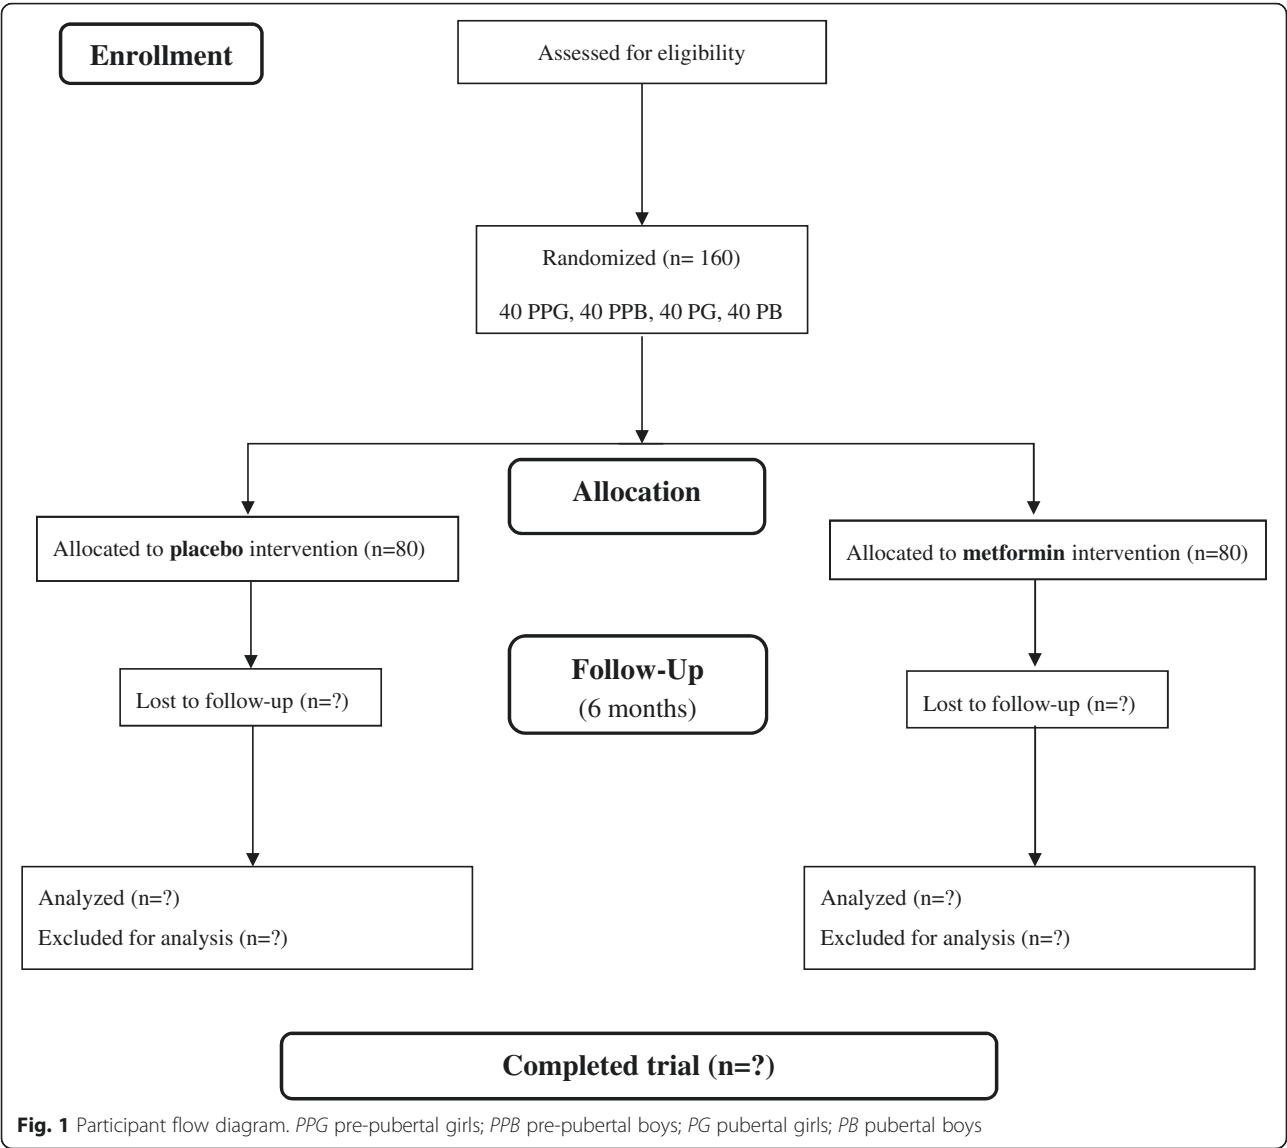 Enrollment
Assessed for eligibility
Randomized (n= 160)
40 PPG, 40 PPB, 40 PG, 40 PB
Allocation
Allocated to placebo intervention (n=80)
Allocated to metformin intervention (n=80)
Follow-Up
(6 months)
Lost to follow-up (n=?)
Lost to follow-up (n=?)
Analyzed (n=?)
Excluded for analysis (n=?)
Analyzed (n=?)
Excluded for analysis (n=?)
Completed trial (n=?)
Fig. 1 Participant flow diagram. PPG pre-pubertal girls; PPB pre-pubertal boys; PG pubertal girls; PB pubertal boys